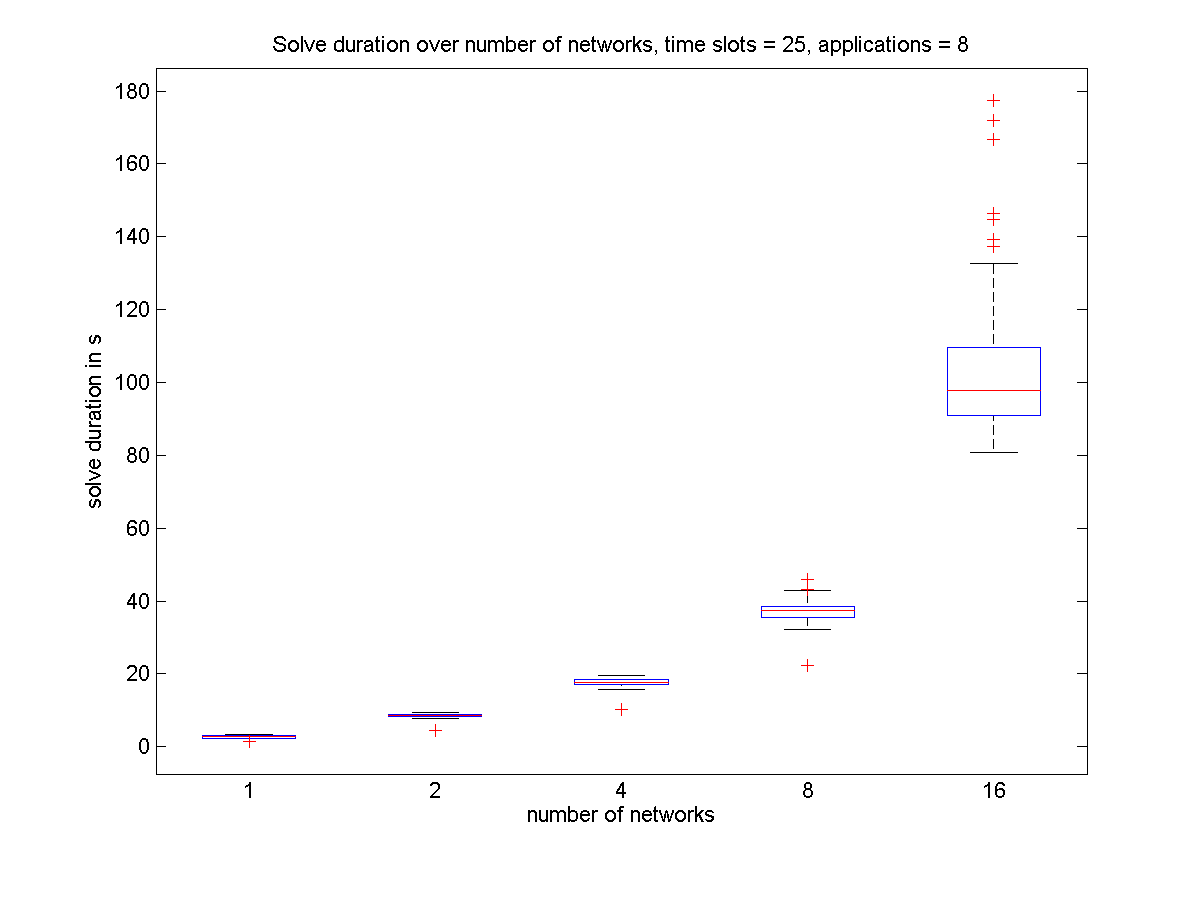 Solve duration over number of networks, time slots = 25, applications = 8
180
160
140
120
100
80
60
40
20
0
solve duration in s
1 2 4 8 16
number of networks